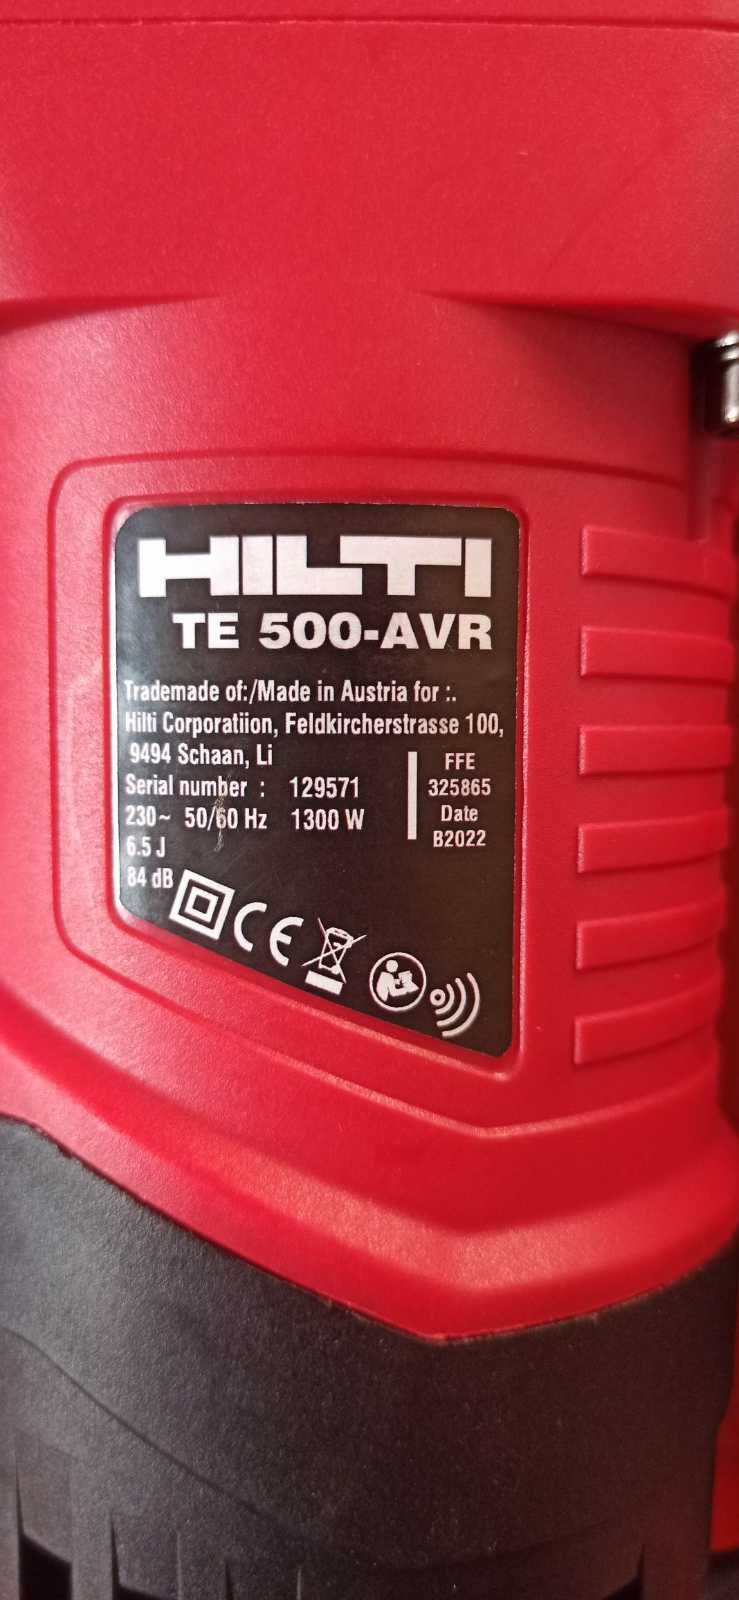 HILTI
TE 500-AVR
Trademade of:/Made in Austria for :.
Hilti Corporatiion, Feldkircherstrasse 100,
9494 Schaan, Li
Serial number : 129571
230~ 50/60 Hz 1300 W
6.5 J
84 dB
FFE
325865
Date
B2022
CE